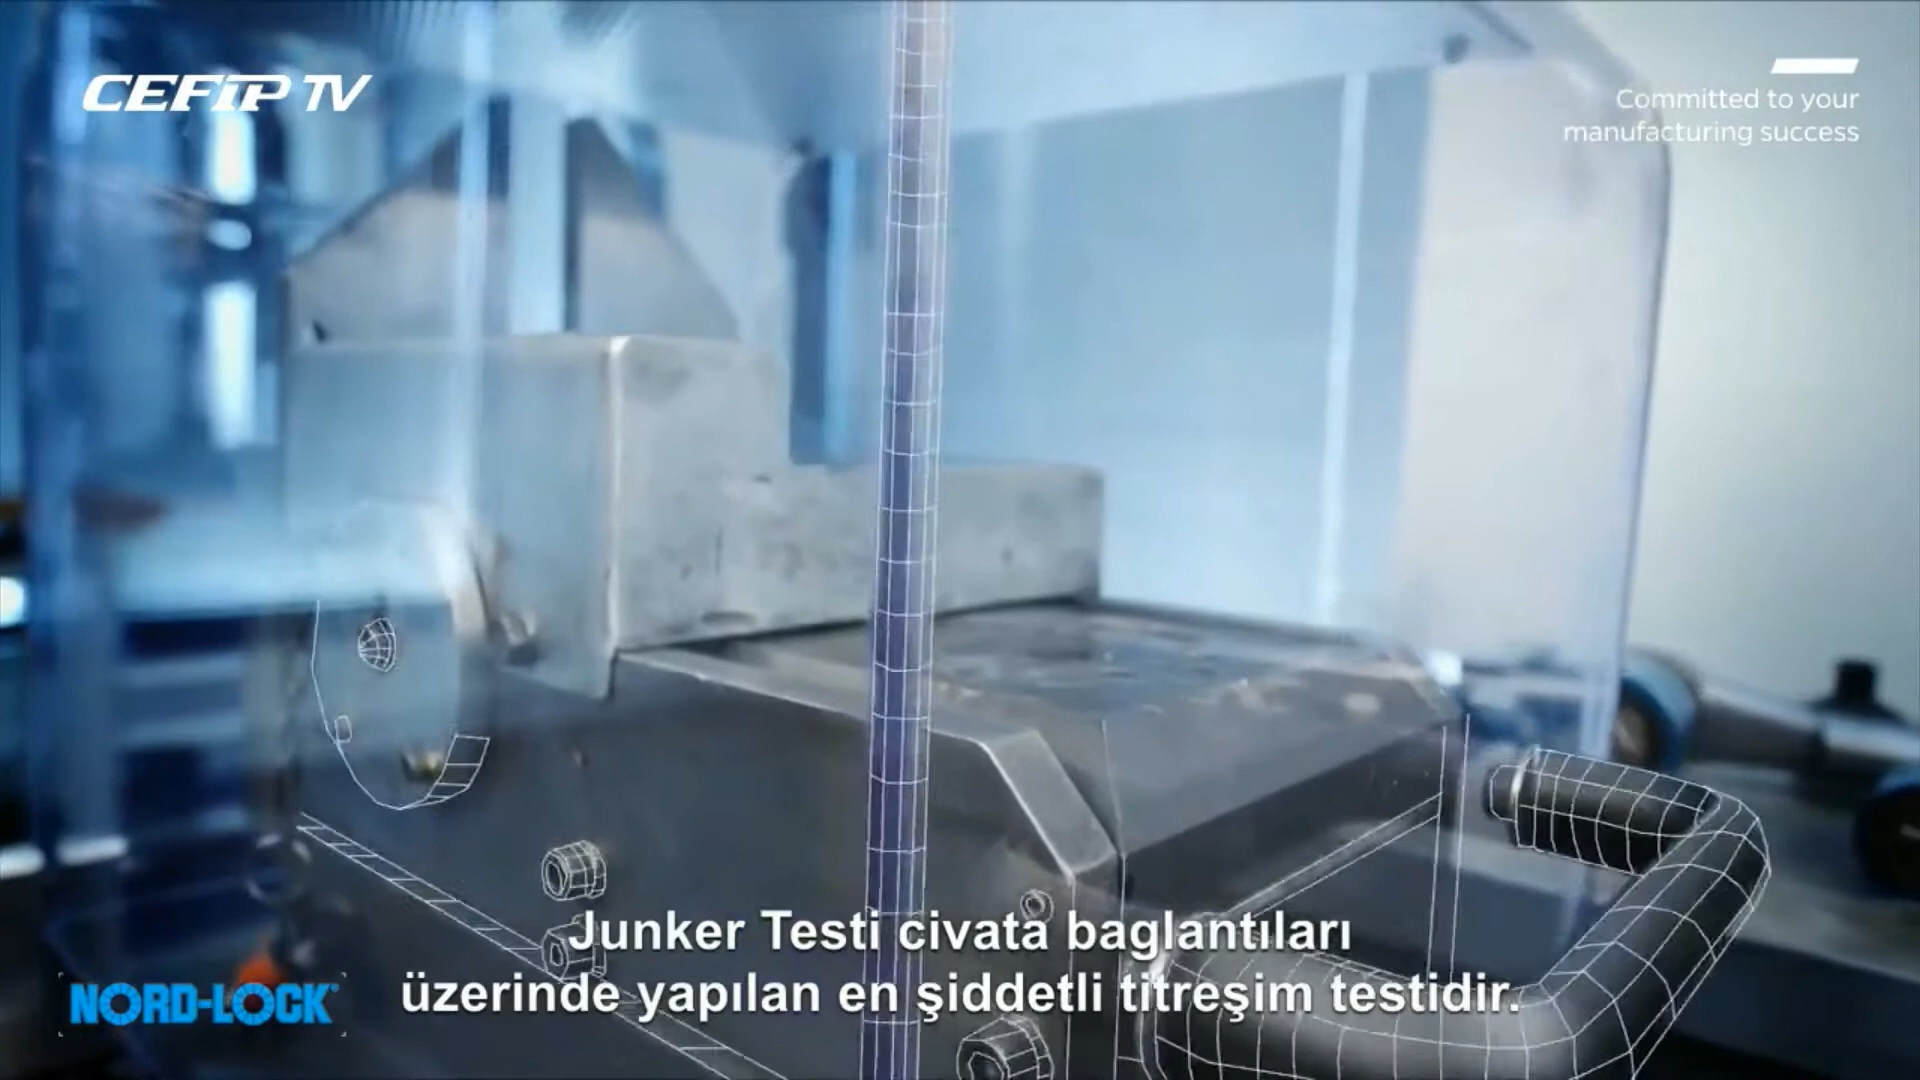 CEFIP TV
Committed to your
manufacturing success
Junker Testi civata baglantıları
üzerinde yapılan en şiddetli titreşim testidir.
NORD-LOCK®